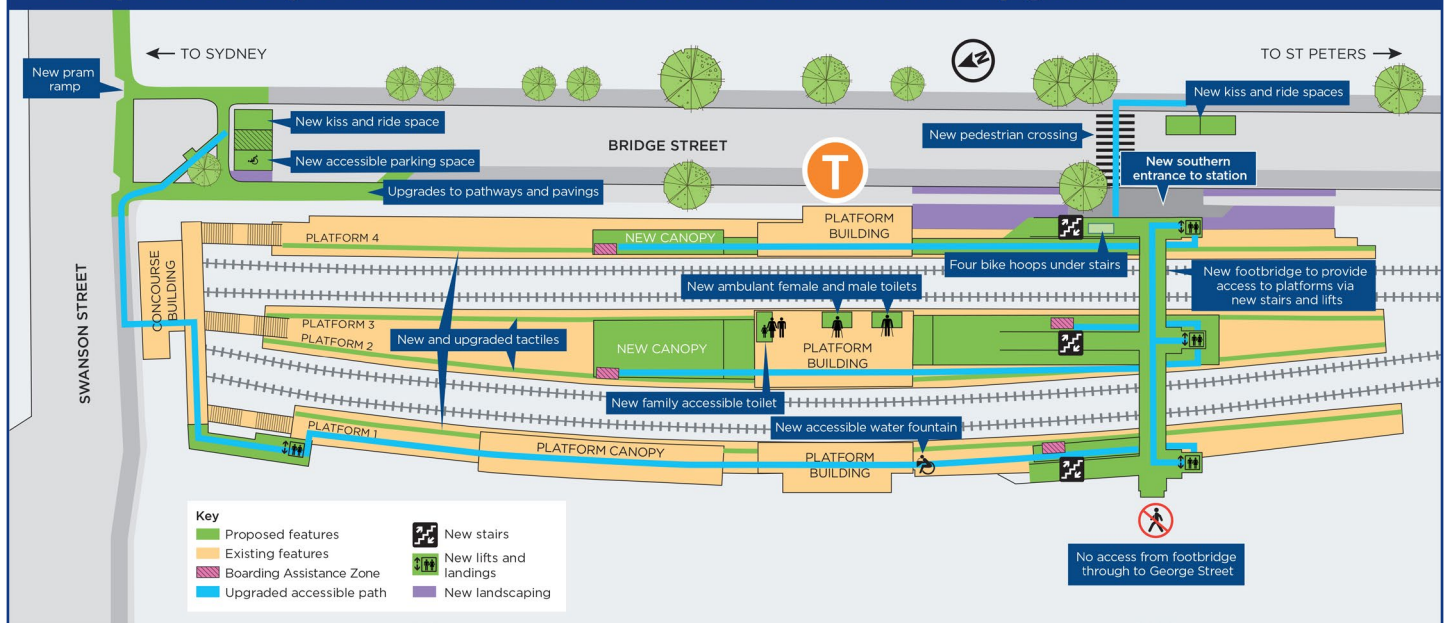 TO SYDNEY
TO ST PETERS
N
New pram
ramp
New kiss and ride space
New kiss and ride spaces
New pedestrian crossing
BRIDGE STREET
T
New accessible parking space
New southern
entrance to station
Upgrades to pathways and pavings
PLATFORM 4
NEW CANOPY
PLATFORM
BUILDING
Four bike hoops under stairs
New footbridge to provide
access to platforms via
new stairs and lifts
CONCOURSE
BUILDING
SWANSON STREET
New ambulant female and male toilets
PLATFORM 3
PLATFORM 2
New and upgraded tactiles
NEW CANOPY
PLATFORM
BUILDING
New family accessible toilet
New accessible water fountain
PLATFORM 1
PLATFORM CANOPY
PLATFORM
BUILDING
No access from footbridge
through to George Street
Key
Proposed features
Existing features
Boarding Assistance Zone
Upgraded accessible path
New stairs
New lifts and
landings
New landscaping